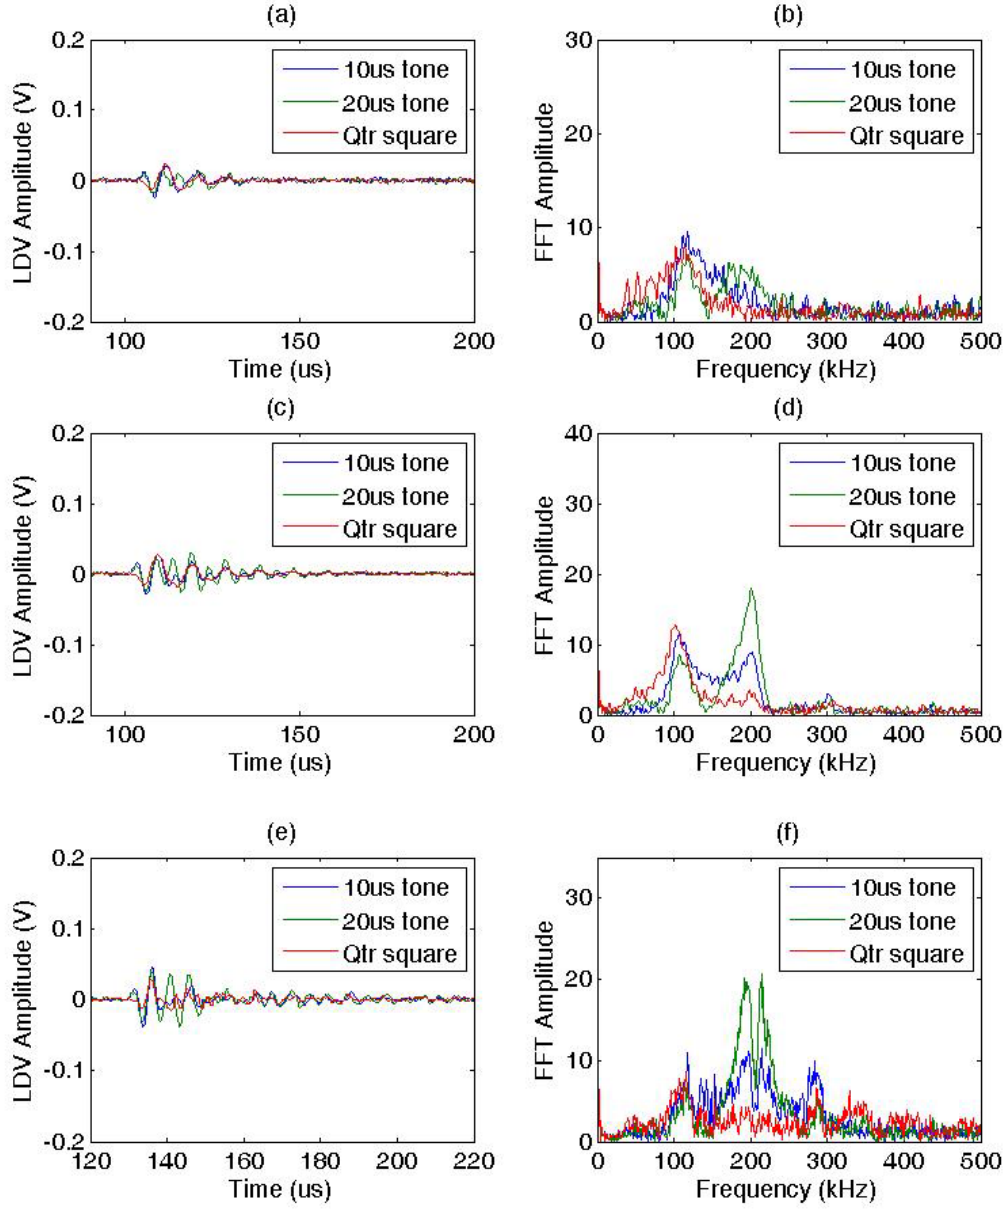 (a)
0.2
0.1
0
-0.1
-0.2
LDV Amplitude (V)
10us tone
20us tone
Qtr square
100
150
200
Time (us)
(b)
30
20
10
0
FFT Amplitude
10us tone
20us tone
Qtr square
0
100
200
300
400
500
Frequency (kHz)
(c)
0.2
0.1
0
-0.1
-0.2
LDV Amplitude (V)
10us tone
20us tone
Qtr square
100
150
200
Time (us)
(d)
40
30
20
10
0
FFT Amplitude
10us tone
20us tone
Qtr square
0
100
200
300
400
500
Frequency (kHz)
(e)
0.2
0.1
0
-0.1
-0.2
LDV Amplitude (V)
10us tone
20us tone
Qtr square
120
140
160
180
200
220
Time (us)
(f)
30
20
10
0
FFT Amplitude
10us tone
20us tone
Qtr square
0
100
200
300
400
500
Frequency (kHz)